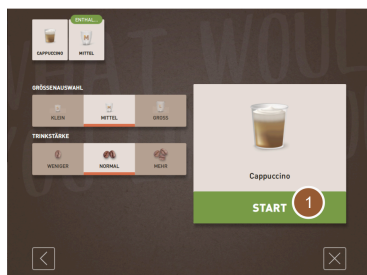 ENTHAL...
CAPPUCCINO
MITTEL
GRÖSSENAUSWAHL
KLEIN MITTEL GROSS
TRINKSTÄRKE
WENIGER NORMAL MEHR
Cappuccino
START 1